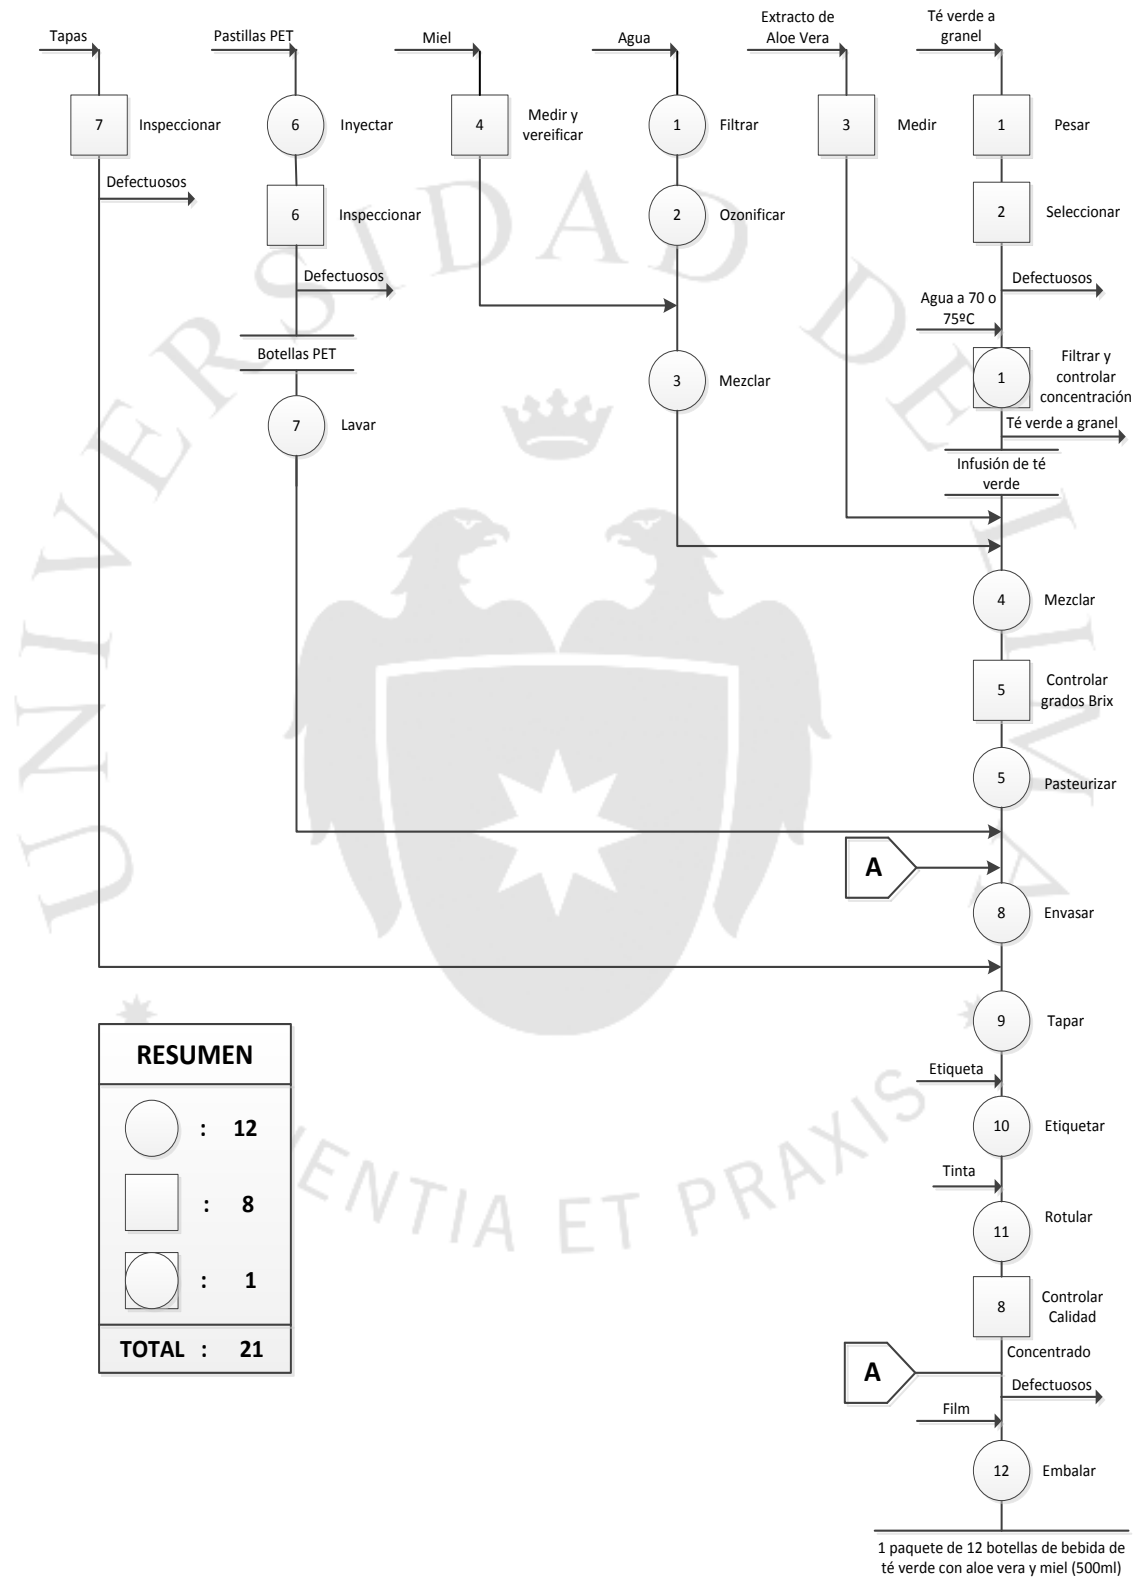 Tapas
Pastillas PET
Miel
Agua
Extracto de
Aloe Vera
Té verde a
granel
7
Inspeccionar
6
Inyectar
4
Medir y
vereificar
1
Filtrar
3
Medir
1
Pesar
Defectuosos
6
Inspeccionar
2
Ozonificar
2
Seleccionar
Defectuosos
Defectuosos
Agua a 70 o
75ºC
Botellas PET
3
Mezclar
1
Filtrar y
controlar
concentración
7
Lavar
Té verde a granel
Infusión de té
verde
4
Mezclar
5
Controlar
grados Brix
5
Pasteurizar
A
8
Envasar
9
Tapar
Etiqueta
10
Etiquetar
Tinta
11
Rotular
8
Controlar
Calidad
Concentrado
A
Defectuosos
Film
12
Embalar
1 paquete de 12 botellas de bebida de
té verde con aloe vera y miel (500ml)
RESUMEN
: 12
: 8
: 1
TOTAL : 21
UNIVERSIDAD DE LIMA
ENTIA ET PRAXIS